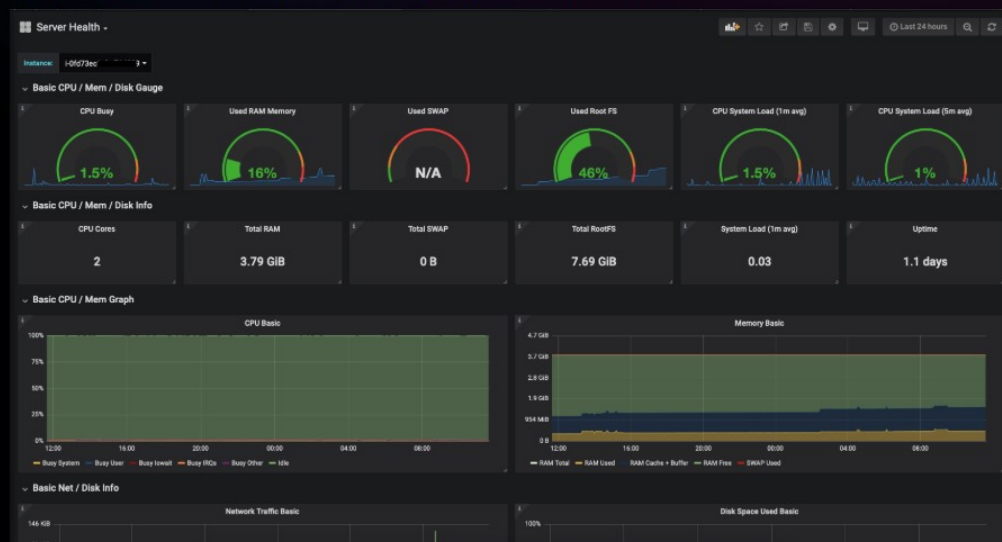 Server Health
Last 24 hours
Instance: i-0fd73ec
Basic CPU / Mem / Disk Gauge
CPU Busy
Used RAM Memory
Used SWAP
Used Root FS
CPU System Load (1m avg)
CPU System Load (5m avg)
1.5%
16%
N/A
46%
1.5%
1%
Basic CPU / Mem / Disk Info
CPU Cores
Total RAM
Total SWAP
Total RootFS
System Load (1m avg)
Uptime
2
3.79 GiB
0 B
7.69 GiB
0.03
1.1 days
Basic CPU / Mem Graph
CPU Basic
100%
75%
50%
25%
0%
12:00 16:00 20:00 00:00 04:00 08:00
Busy System Busy User Busy Iowait Busy IRQs Busy Other Idle
Memory Basic
4.7 GiB
3.7 GiB
2.8 GiB
1.9 GiB
954 MiB
0 B
12:00 16:00 20:00 00:00 04:00 08:00
RAM Total RAM Used RAM Cache + Buffer RAM Free SWAP Used
Basic Net / Disk Info
Network Traffic Basic
146 KiB
Disk Space Used Basic
100%